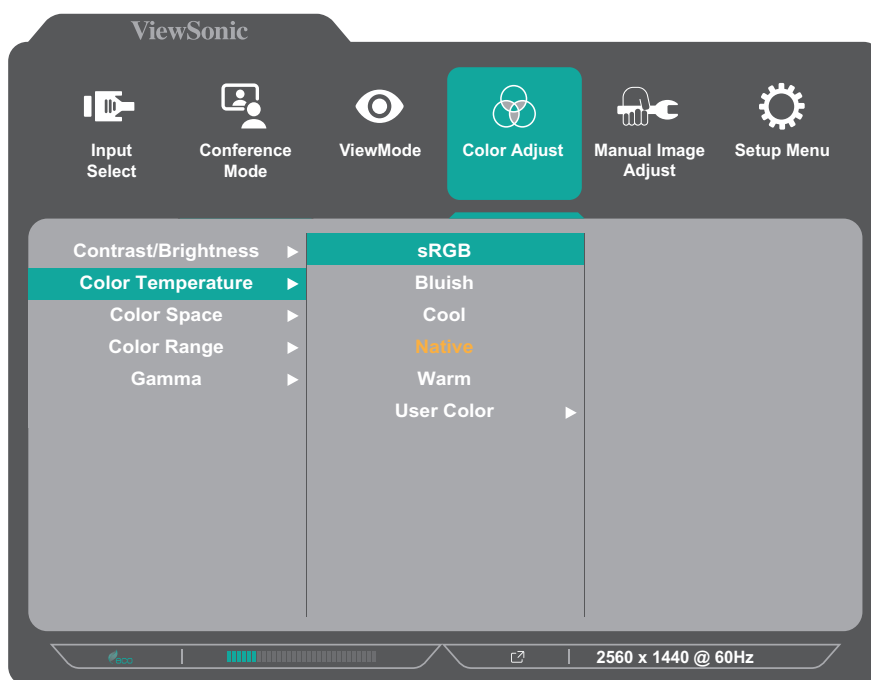 ViewSonic
Input
Select
Conference
Mode
ViewMode
Color Adjust
Manual Image
Adjust
Setup Menu
Contrast/Brightness
Color Temperature
Color Space
Color Range
Gamma
sRGB
Bluish
Cool
Native
Warm
User Color
eco
2560 x 1440 @ 60Hz